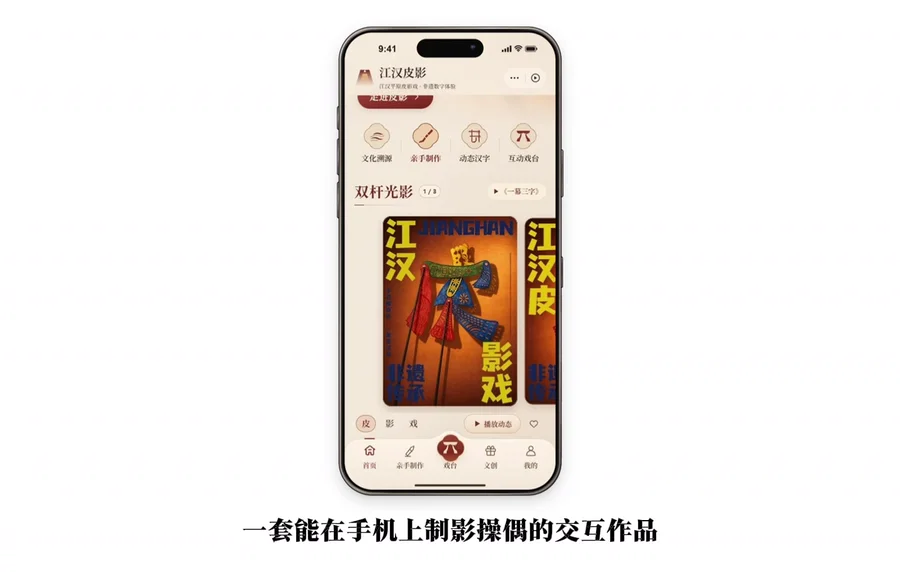 9:41
江汉皮影
江汉平原皮影戏·非遗数字体验
走进皮影
文化溯源
亲手制作
动态汉字
互动戏台
双杆光影
1/3
《一幕三字》
江汉
JIANGHAN
影戏
非遗传承
江汉皮
非遗
皮
影
戏
播放动态
首页
亲手制作
戏台
文创
我的
一套能在手机上制影操偶的交互作品